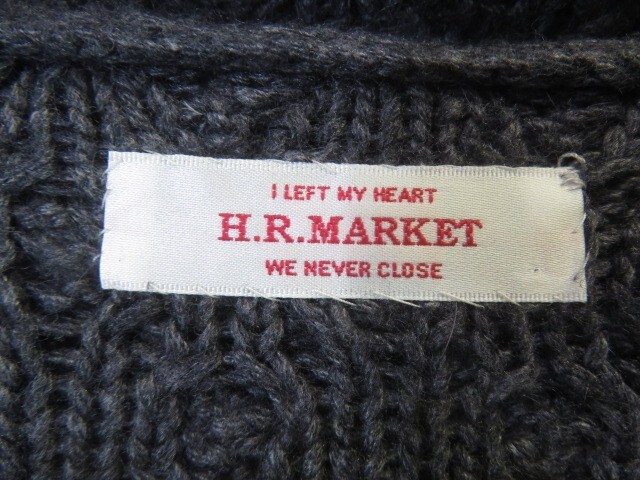 I LEFT MY HEART
H.R.MARKET
WE NEVER CLOSE